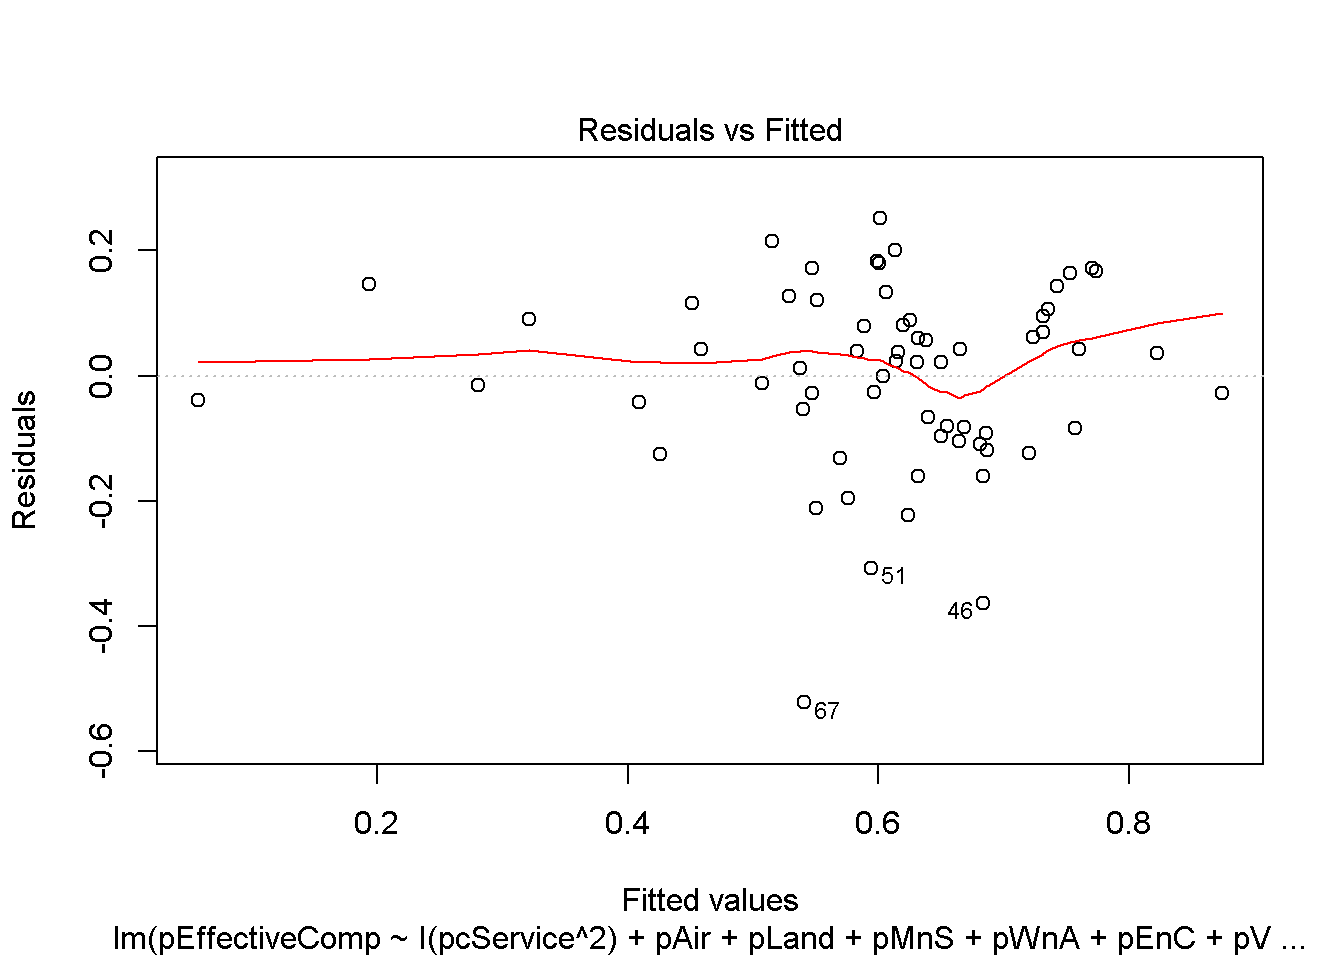 Residuals vs Fitted
Residuals
0.2
0.0
-0.2
-0.4
-0.6
51
46
67
0.2 0.4 0.6 0.8
Fitted values
lm(pEffectiveComp ~ I(pcService^2) + pAir + pLand + pMnS + pWnA + pEnC + pV ...